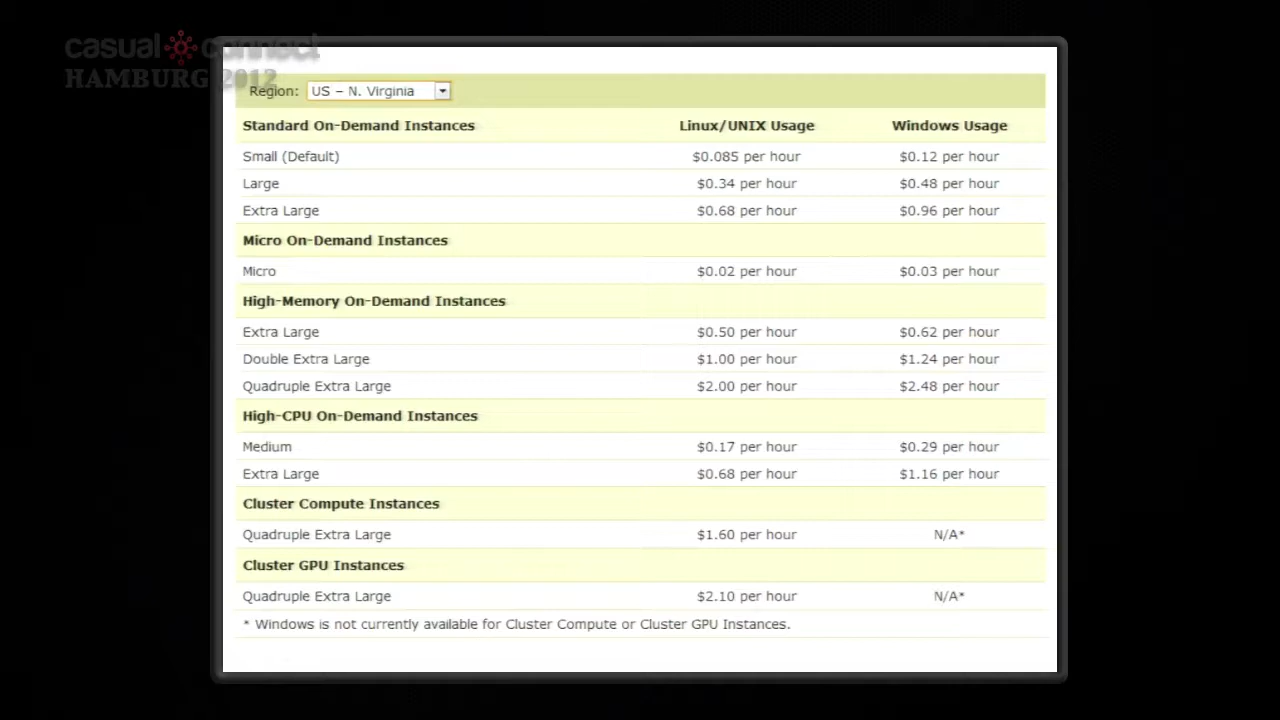 casual connect
HAMBURG 2012
Region: US – N. Virginia
Standard On-Demand Instances Linux/UNIX Usage Windows Usage
Small (Default) $0.085 per hour $0.12 per hour
Large $0.34 per hour $0.48 per hour
Extra Large $0.68 per hour $0.96 per hour
Micro On-Demand Instances
Micro $0.02 per hour $0.03 per hour
High-Memory On-Demand Instances
Extra Large $0.50 per hour $0.62 per hour
Double Extra Large $1.00 per hour $1.24 per hour
Quadruple Extra Large $2.00 per hour $2.48 per hour
High-CPU On-Demand Instances
Medium $0.17 per hour $0.29 per hour
Extra Large $0.68 per hour $1.16 per hour
Cluster Compute Instances
Quadruple Extra Large $1.60 per hour N/A*
Cluster GPU Instances
Quadruple Extra Large $2.10 per hour N/A*
* Windows is not currently available for Cluster Compute or Cluster GPU Instances.